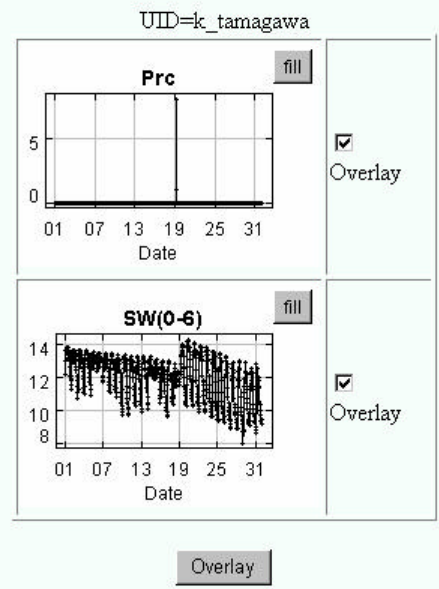 UID=k_tamagawa
fill
Prc
5
0
01 07 13 19 25 31
Date
Overlay
fill
SW(0-6)
14
12
10
8
01 07 13 19 25 31
Date
Overlay
Overlay